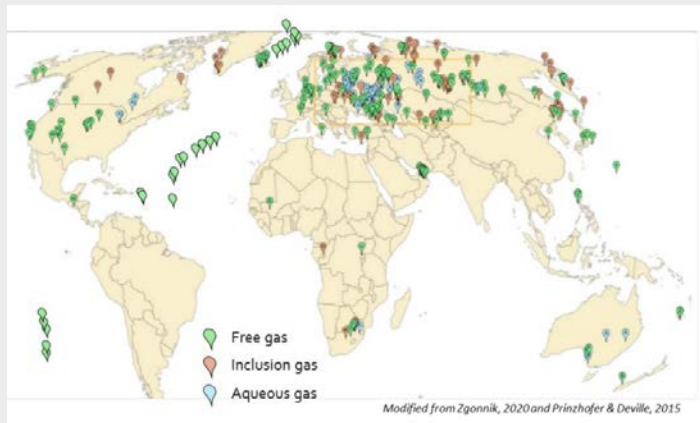 Free gas
Inclusion gas
Aqueous gas
Modified from Zgonnik, 2020 and Prinzhofer & Deville, 2015